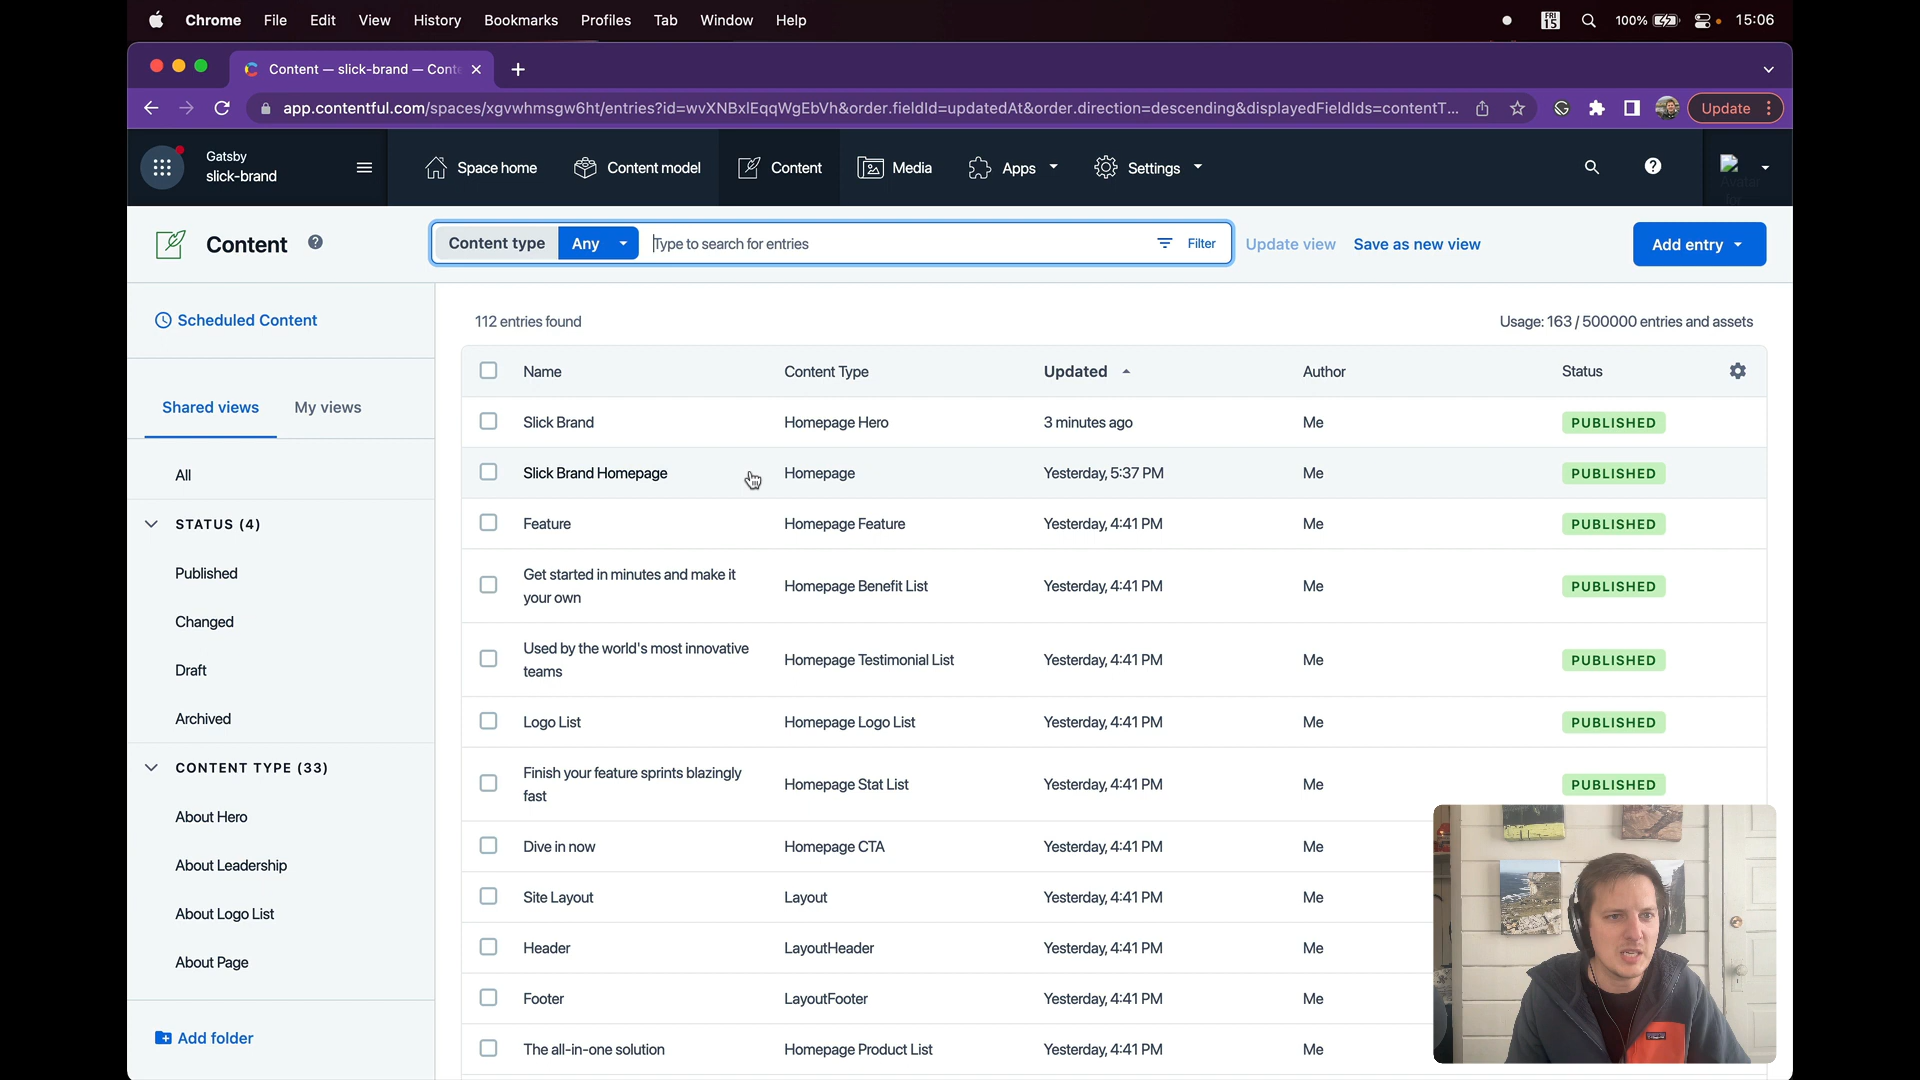 Chrome File Edit View History Bookmarks Profiles Tab Window Help FRI 15 100% 15:06
Content — slick-brand — Conte
app.contentful.com/spaces/xgvwhmsgw6ht/entries?id=wvXNBxlEqqWgEbVh&order.fieldId=updatedAt&order.direction=descending&displayedFieldIds=contentT... Update
Gatsby
slick-brand
Space home Content model Content Media Apps Settings
Content Content type Any Type to search for entries Filter Update view Save as new view Add entry
Scheduled Content
Shared views My views
All
STATUS (4)
Published
Changed
Draft
Archived
CONTENT TYPE (33)
About Hero
About Leadership
About Logo List
About Page
Add folder
112 entries found Usage: 163 / 500000 entries and assets
Name Content Type Updated Author Status
Slick Brand Homepage Hero 3 minutes ago Me PUBLISHED
Slick Brand Homepage Homepage Yesterday, 5:37 PM Me PUBLISHED
Feature Homepage Feature Yesterday, 4:41 PM Me PUBLISHED
Get started in minutes and make it
your own Homepage Benefit List Yesterday, 4:41 PM Me PUBLISHED
Used by the world's most innovative
teams Homepage Testimonial List Yesterday, 4:41 PM Me PUBLISHED
Logo List Homepage Logo List Yesterday, 4:41 PM Me PUBLISHED
Finish your feature sprints blazingly
fast Homepage Stat List Yesterday, 4:41 PM Me PUBLISHED
Dive in now Homepage CTA Yesterday, 4:41 PM Me
Site Layout Layout Yesterday, 4:41 PM Me
Header LayoutHeader Yesterday, 4:41 PM Me
Footer LayoutFooter Yesterday, 4:41 PM Me
The all-in-one solution Homepage Product List Yesterday, 4:41 PM Me